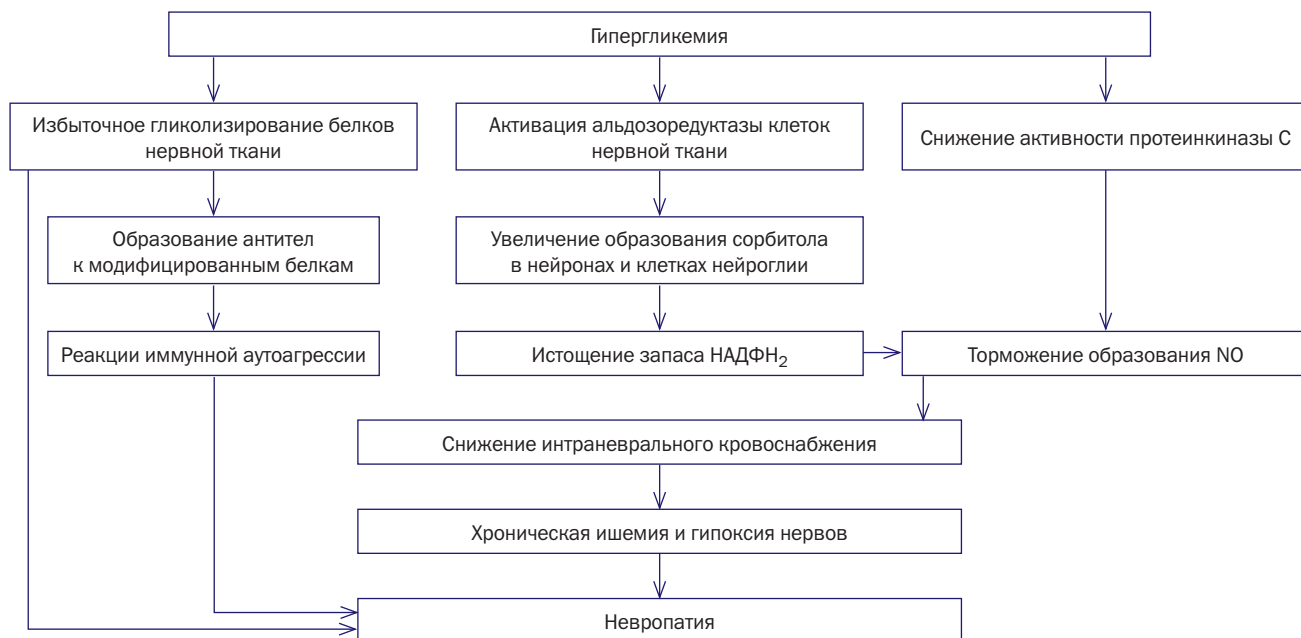 Гипергликемия
Избыточное гликолизирование белков
нервной ткани
Активация альдозоредуктазы клеток
нервной ткани
Снижение активности протеинкиназы С
Образование антител
к модифицированным белкам
Увеличение образования сорбитола
в нейронах и клетках нейроглии
Реакции иммунной аутоагрессии
Истощение запаса НАДФН₂
Торможение образования NO
Снижение интраневрального кровоснабжения
Хроническая ишемия и гипоксия нервов
Невропатия